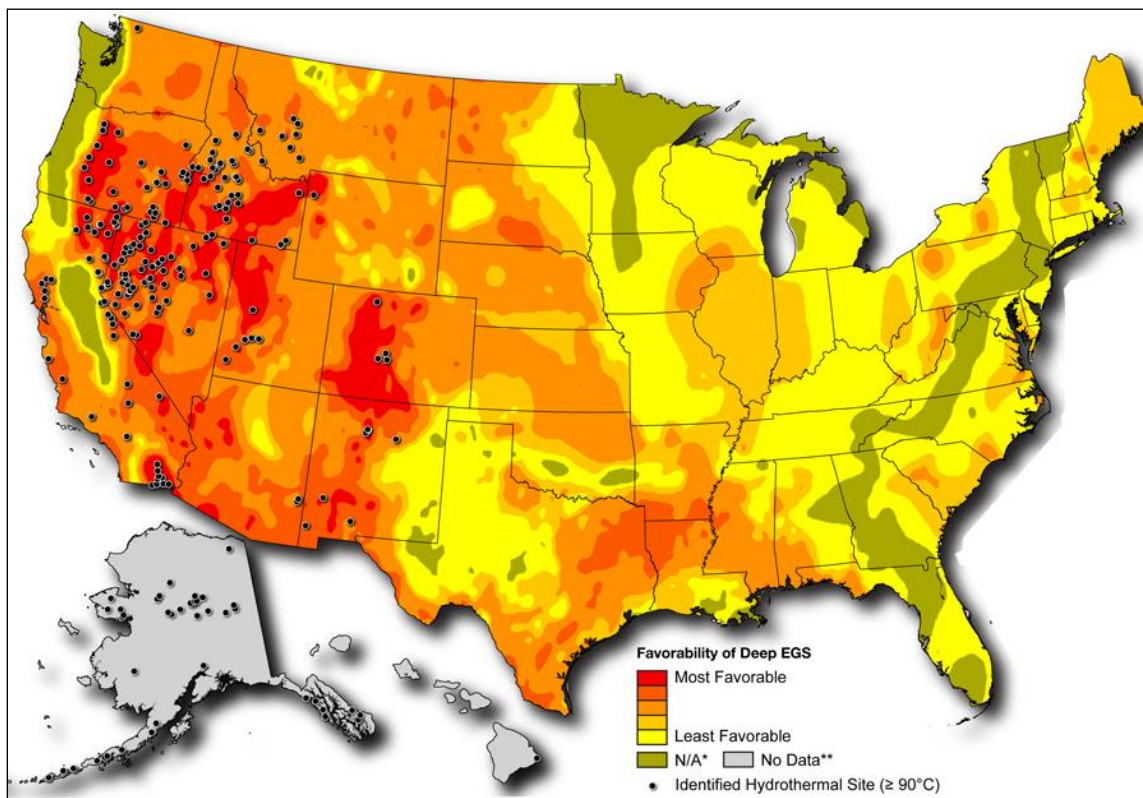 Favorability of Deep EGS
Most Favorable
Least Favorable
N/A* No Data**
Identified Hydrothermal Site (≥ 90°C)